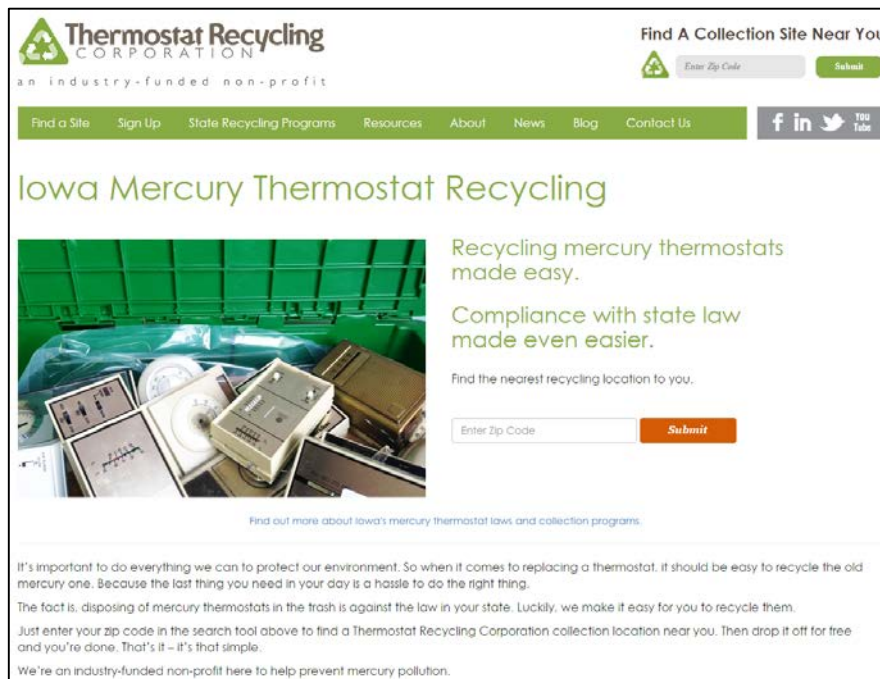 Thermostat Recycling
CORPORATION
an industry-funded non-profit
Find A Collection Site Near You
Enter Zip Code
Submit
Find a Site Sign Up State Recycling Programs Resources About News Blog Contact Us
f in You Tube
Iowa Mercury Thermostat Recycling
Recycling mercury thermostats
made easy.
Compliance with state law
made even easier.
Find the nearest recycling location to you.
Enter Zip Code
Submit
Find out more about Iowa's mercury thermostat laws and collection programs.
It's important to do everything we can to protect our environment. So when it comes to replacing a thermostat, it should be easy to recycle the old
mercury one. Because the last thing you need in your day is a hassle to do the right thing.
The fact is, disposing of mercury thermostats in the trash is against the law in your state. Luckily, we make it easy for you to recycle them.
Just enter your zip code in the search tool above to find a Thermostat Recycling Corporation collection location near you. Then drop it off for free
and you're done. That's it – it's that simple.
We're an industry-funded non-profit here to help prevent mercury pollution.